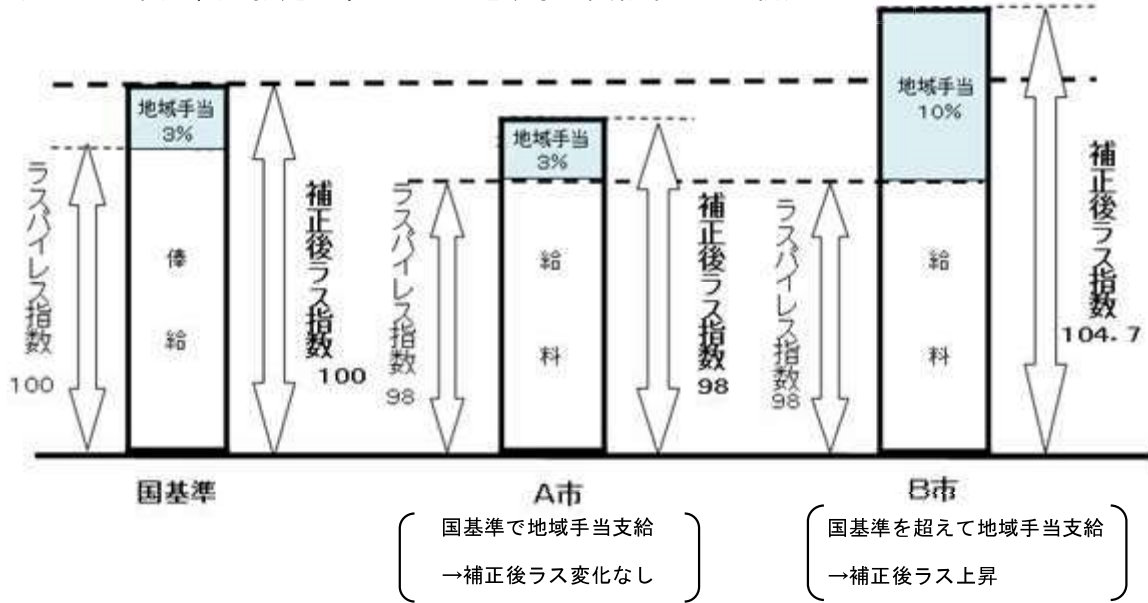 地域手当
3%
ラスパイレス指数
100
俸
給
補正後ラス指数
100
国基準
地域手当
3%
ラスパイレス指数
98
給
料
補正後ラス指数
98
A市
地域手当
10%
ラスパイレス指数
98
給
料
補正後ラス指数
104.7
B市
国基準で地域手当支給
→補正後ラス変化なし
国基準を超えて地域手当支給
→補正後ラス上昇